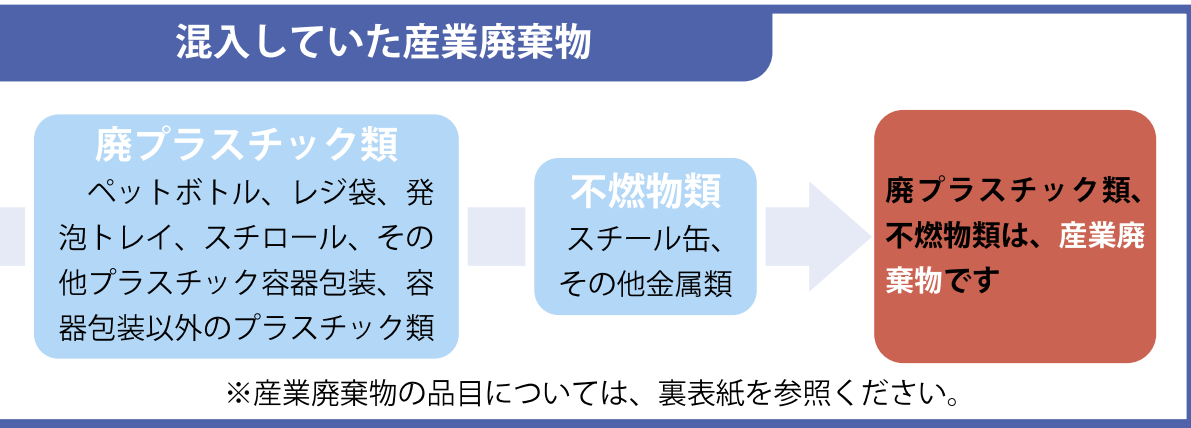 混入していた産業廃棄物
廃プラスチック類
ペットボトル、レジ袋、発
泡トレイ、スチロール、その
他プラスチック容器包装、容
器包装以外のプラスチック類
不燃物類
スチール缶、
その他金属類
廃プラスチック類、
不燃物類は、産業廃
棄物です
※産業廃棄物の品目については、裏表紙を参照ください。